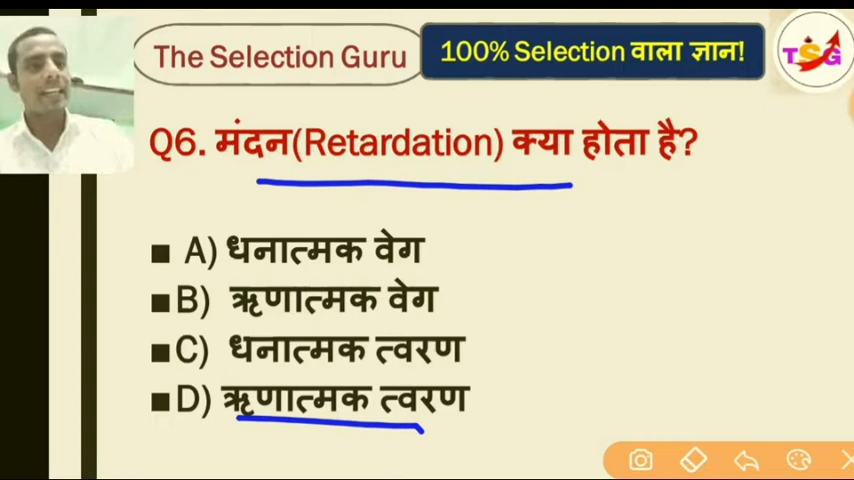 The Selection Guru
100% Selection वाला ज्ञान!
TSG
Q6. मंदन(Retardation) क्या होता है?
A) धनात्मक वेग
B) ऋणात्मक वेग
C) धनात्मक त्वरण
D) ऋणात्मक त्वरण